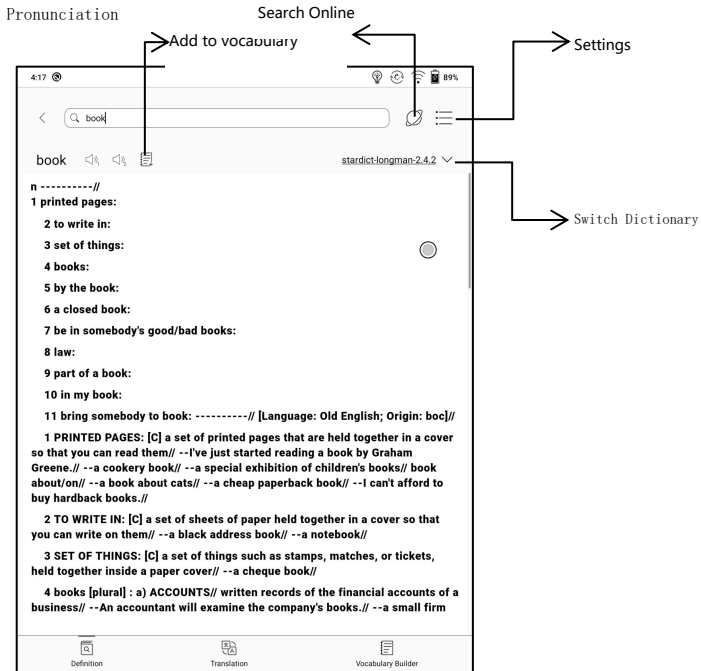 Pronunciation
Search Online
Add to vocabulary
Settings
4:17
89%
book
book
stardict-longman-2.4.2
Switch Dictionary
n ----------//
1 printed pages:
2 to write in:
3 set of things:
4 books:
5 by the book:
6 a closed book:
7 be in somebody's good/bad books:
8 law:
9 part of a book:
10 in my book:
11 bring somebody to book: ----------// [Language: Old English; Origin: boc]//
1 PRINTED PAGES: [C] a set of printed pages that are held together in a cover
so that you can read them// --I've just started reading a book by Graham
Greene.// --a cookery book// --a special exhibition of children's books// book
about/on// --a book about cats// --a cheap paperback book// --I can't afford to
buy hardback books.//
2 TO WRITE IN: [C] a set of sheets of paper held together in a cover so that
you can write on them// --a black address book// --a notebook//
3 SET OF THINGS: [C] a set of things such as stamps, matches, or tickets,
held together inside a paper cover// --a cheque book//
4 books [plural] : a) ACCOUNTS// written records of the financial accounts of a
business// --An accountant will examine the company's books.// --a small firm
Definition
Translation
Vocabulary Builder